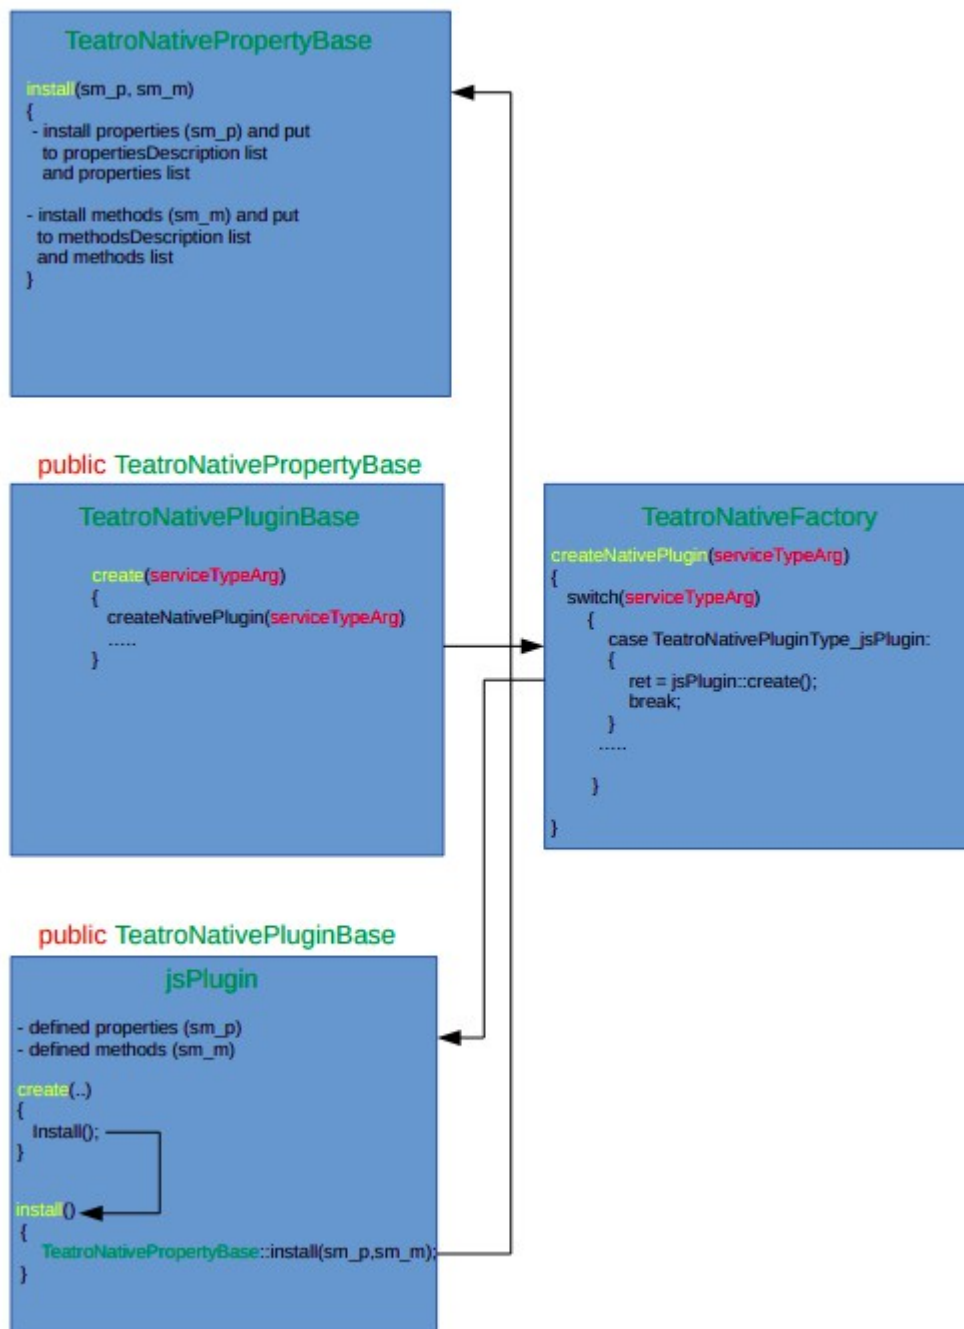 TeatroNativePropertyBase
install(sm_p, sm_m)
{
- install properties (sm_p) and put
to propertiesDescription list
and properties list
- install methods (sm_m) and put
to methodsDescription list
and methods list
}
public TeatroNativePropertyBase
TeatroNativePluginBase
create(serviceTypeArg)
{
createNativePlugin(serviceTypeArg)
.....
}
TeatroNativeFactory
createNativePlugin(serviceTypeArg)
{
switch(serviceTypeArg)
{
case TeatroNativePluginType_jsPlugin:
{
ret = jsPlugin::create();
break;
}
.....
}
}
public TeatroNativePluginBase
jsPlugin
- defined properties (sm_p)
- defined methods (sm_m)
create(..)
{
Install();
}
install()
{
TeatroNativePropertyBase::install(sm_p,sm_m);
}